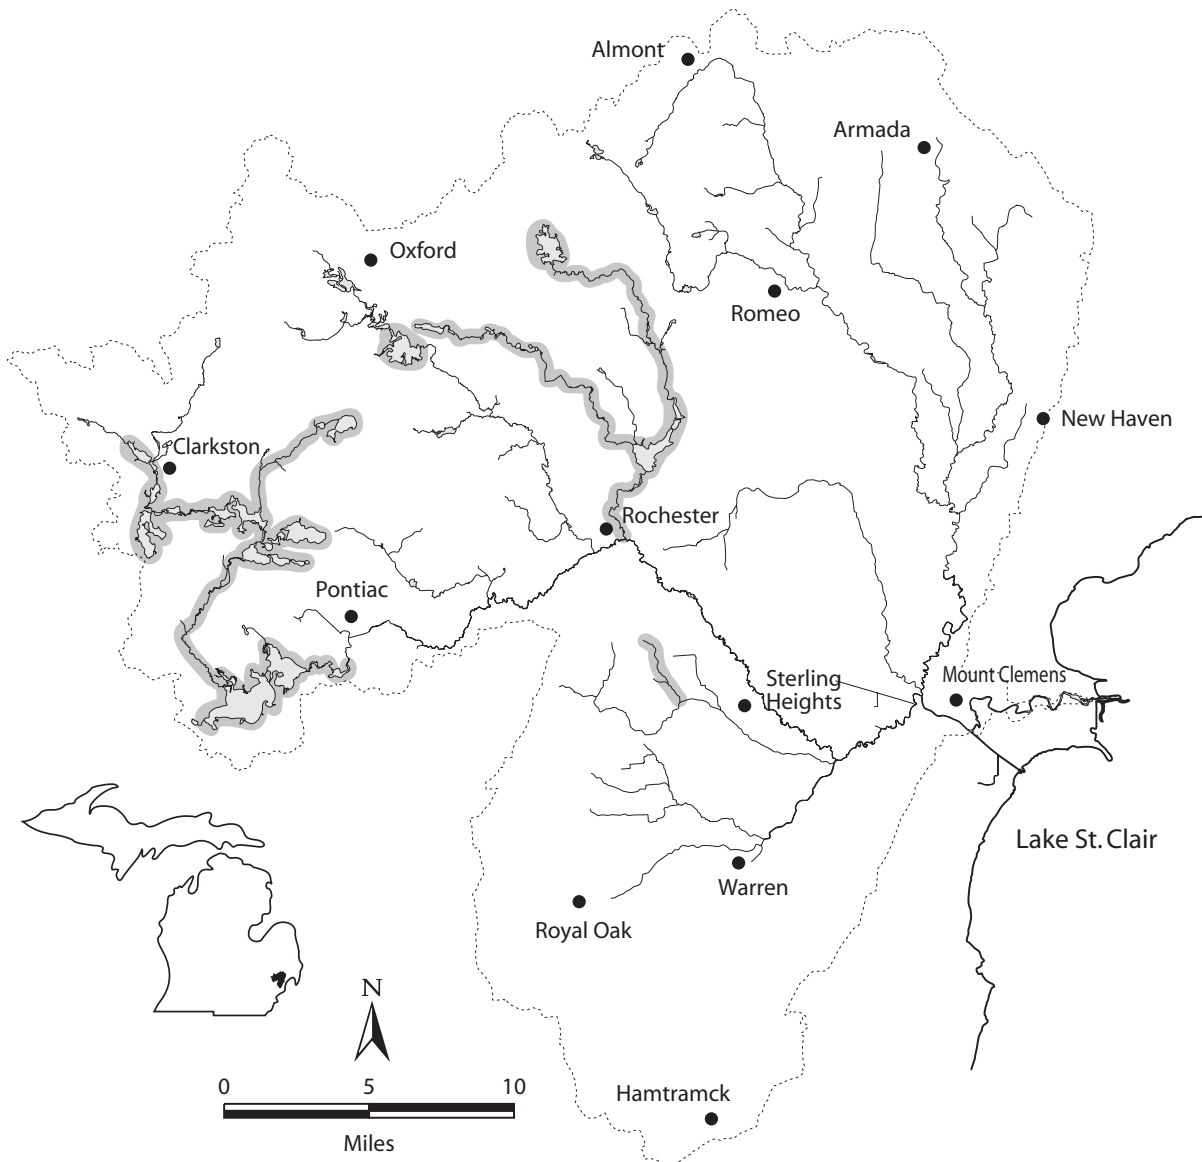 Almont
Armada
Oxford
Romeo
New Haven
Clarkston
Rochester
Pontiac
Mount Clemens
Sterling
Heights
Lake St. Clair
Warren
Royal Oak
N
0 5 10
Miles
Hamtramck